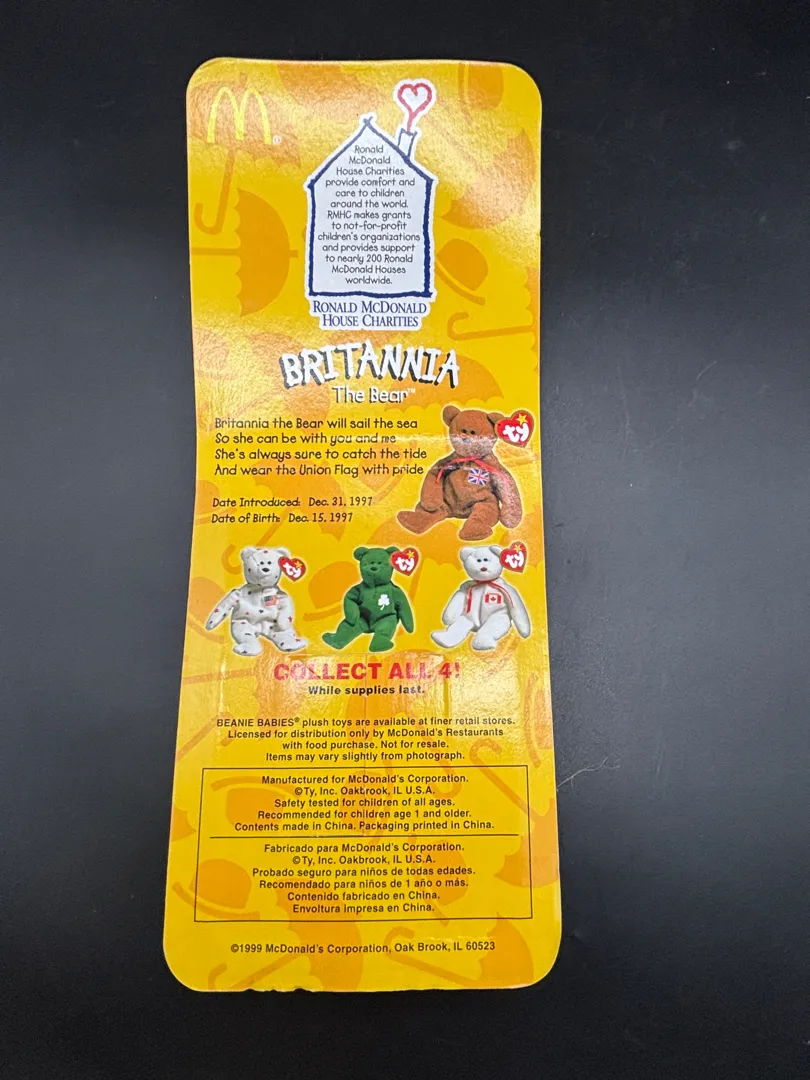 M
Ronald
McDonald
House Charities
provide comfort and
care to children
around the world.
RMHC makes grants
to not-for-profit
children's organizations
and provides support
to nearly 200 Ronald
McDonald Houses
worldwide.
RONALD MCDONALD
HOUSE CHARITIES
BRITANNIA
The Bear™
Britannia the Bear will sail the sea
So she can be with you and me
She's always sure to catch the tide
And wear the Union Flag with pride
Date Introduced: Dec. 31, 1997
Date of Birth: Dec. 15, 1997
ty
ty
ty
ty
COLLECT ALL 4!
While supplies last.
BEANIE BABIES® plush toys are available at finer retail stores.
Licensed for distribution only by McDonald's Restaurants
with food purchase. Not for resale.
Items may vary slightly from photograph.
Manufactured for McDonald's Corporation.
©Ty, Inc. Oakbrook, IL U.S.A.
Safety tested for children of all ages.
Recommended for children age 1 and older.
Contents made in China. Packaging printed in China.
Fabricado para McDonald's Corporation.
©Ty, Inc. Oakbrook, IL U.S.A.
Probado seguro para niños de todas edades.
Recomendado para niños de 1 año o más.
Contenido fabricado en China.
Envoltura impresa en China.
©1999 McDonald's Corporation, Oak Brook, IL 60523